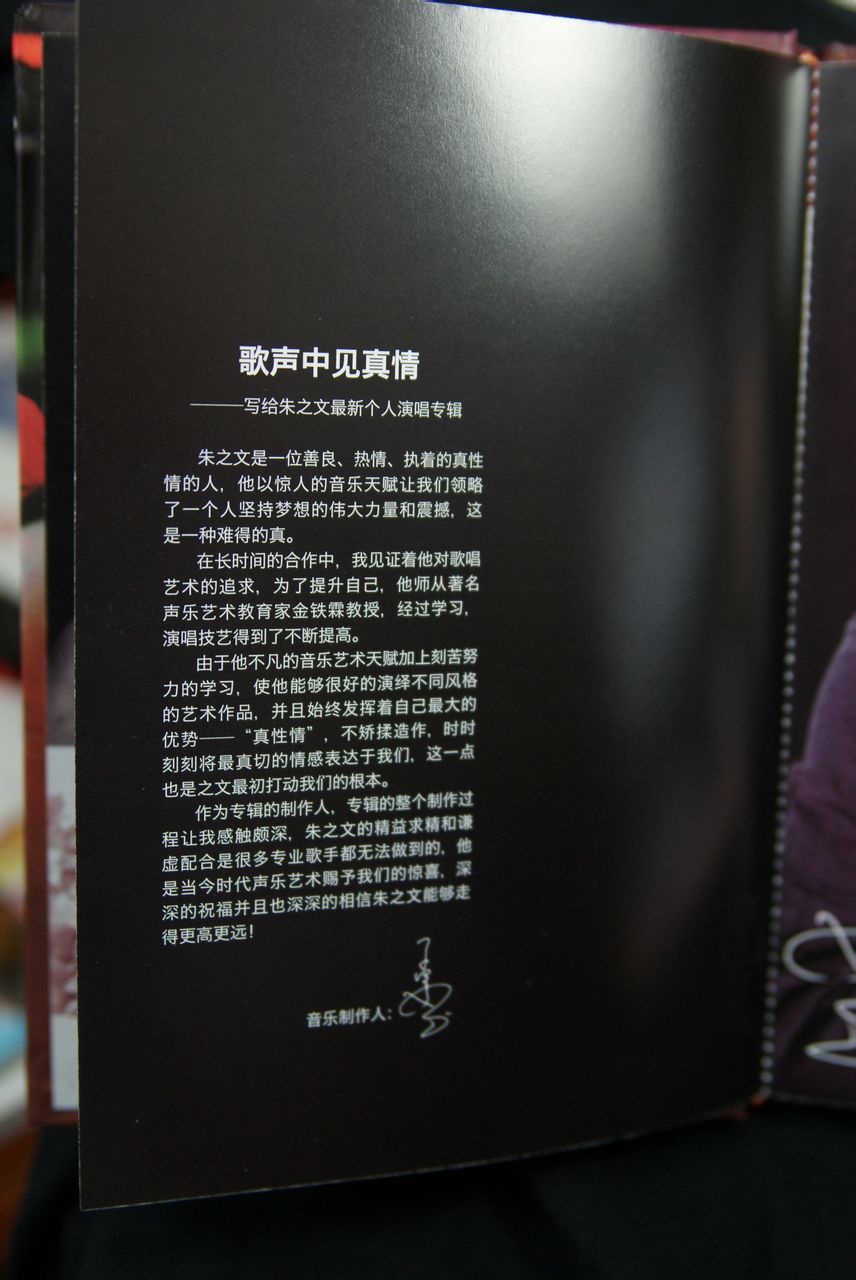 歌声中见真情
———写给朱之文最新个人演唱专辑
朱之文是一位善良、热情、执着的真性
情的人，他以惊人的音乐天赋让我们领略
了一个人坚持梦想的伟大力量和震撼，这
是一种难得的真。
在长时间的合作中，我见证着他对歌唱
艺术的追求，为了提升自己，他师从著名
声乐艺术教育家金铁霖教授，经过学习，
演唱技艺得到了不断提高。
由于他不凡的音乐艺术天赋加上刻苦努
力的学习，使他能够很好的演绎不同风格
的艺术作品，并且始终发挥着自己最大的
优势——“真性情”，不矫揉造作，时时
刻刻将最真切的情感表达于我们，这一点
也是之文最初打动我们的根本。
作为专辑的制作人，专辑的整个制作过
程让我感触颇深，朱之文的精益求精和谦
虚配合是很多专业歌手都无法做到的，他
是当今时代声乐艺术赐予我们的惊喜，深
深的祝福并且也深深的相信朱之文能够走
得更高更远！
音乐制作人：